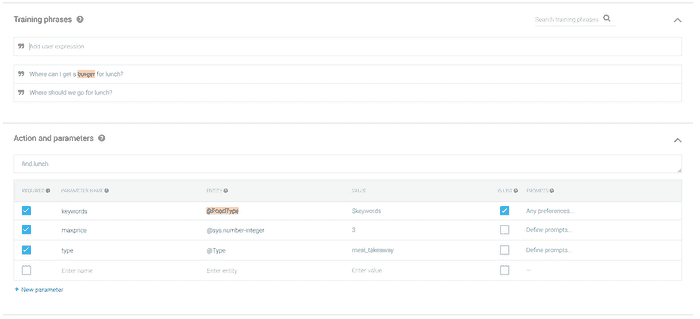 Training phrases
Search training phrases
Add user expression
Where can I get a burger for lunch?
Where should we go for lunch?
Action and parameters
find.lunch
REQUIRED PARAMETER NAME ENTITY VALUE IS LIST PROMPTS
keywords @FoodType $keywords Any preferences...
maxprice @sys.number-integer 3 Define prompts...
type @Type meal_takeaway Define prompts...
Enter name Enter entity Enter value —
+ New parameter